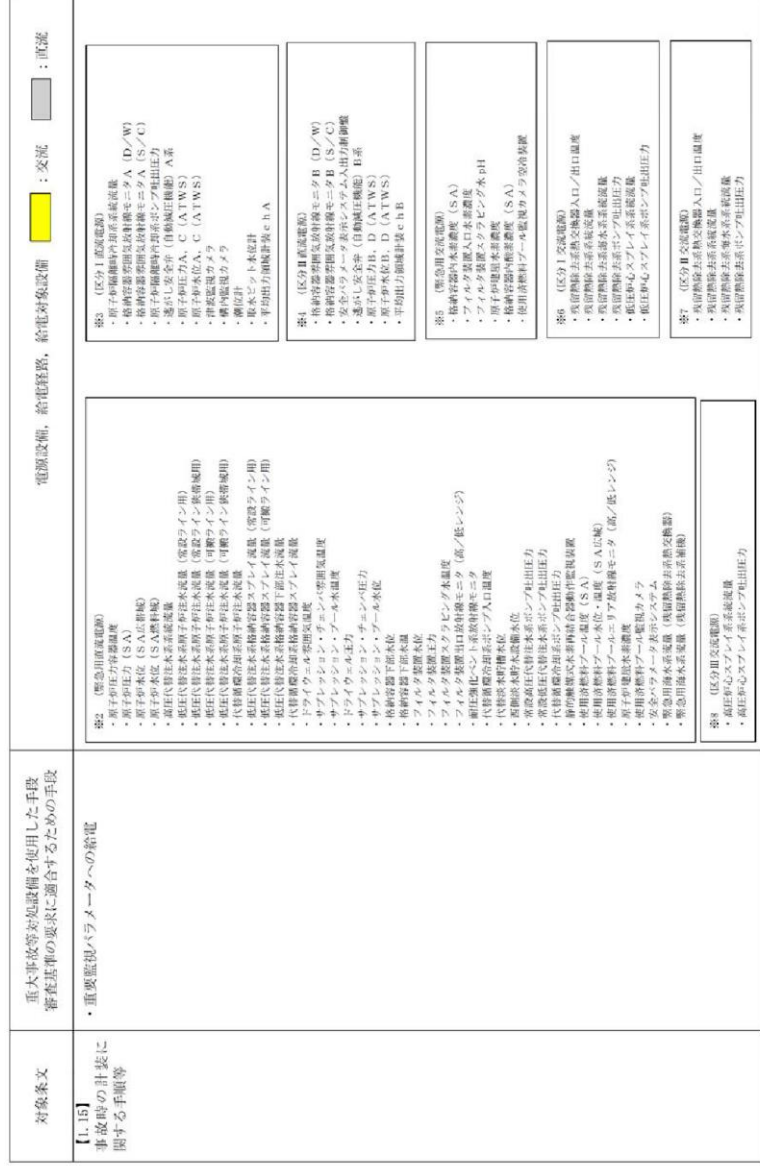 対象条文
重大事故等対処設備を使用した手段
審査基準の要求に適合するための手段
電源設備，給電経路，給電対象設備
：交流
：直流
【1.15】
事故時の計装に
関する手順等
・重要監視パラメータへの給電
※2 （緊急用直流電源）
・原子炉圧力容器温度
・原子炉圧力（ＳＡ）
・原子炉水位（ＳＡ広帯域）
・原子炉水位（ＳＡ燃料域）
・高圧代替注水系系統流量
・低圧代替注水系原子炉注水流量（常設ライン用）
・低圧代替注水系原子炉注水流量（常設ライン狭帯域用）
・低圧代替注水系原子炉注水流量（可搬ライン用）
・低圧代替注水系原子炉注水流量（可搬ライン狭帯域用）
・代替循環冷却系原子炉注水流量
・低圧代替注水系格納容器スプレイ流量（常設ライン用）
・低圧代替注水系格納容器スプレイ流量（可搬ライン用）
・低圧代替注水系格納容器下部注水流量
・代替循環冷却系格納容器スプレイ流量
・ドライウェル雰囲気温度
・サプレッション・チェンバ雰囲気温度
・サプレッション・プール水温度
・ドライウェル圧力
・サプレッション・チェンバ圧力
・サプレッション・プール水位
・格納容器下部水位
・格納容器下部水温
・フィルタ装置水位
・フィルタ装置圧力
・フィルタ装置スクラビング水温度
・フィルタ装置出口放射線モニタ（高／低レンジ）
・耐圧強化ベント系放射線モニタ
・代替循環冷却系ポンプ入口温度
・代替淡水貯槽水位
・西側淡水貯水設備水位
・常設高圧代替注水系ポンプ吐出圧力
・常設低圧代替注水系ポンプ吐出圧力
・代替循環冷却系ポンプ吐出圧力
・静的触媒式水素再結合器動作監視装置
・使用済燃料プール温度（ＳＡ）
・使用済燃料プール水位・温度（ＳＡ広域）
・使用済燃料プールエリア放射線モニタ（高／低レンジ）
・原子炉建屋水素濃度
・使用済燃料プール監視カメラ
・安全パラメータ表示システム
・緊急用海水系流量（残留熱除去系熱交換器）
・緊急用海水系流量（残留熱除去系補機）
※8 （区分Ⅲ交流電源）
・高圧炉心スプレイ系系統流量
・高圧炉心スプレイ系ポンプ吐出圧力
※3 （区分Ⅰ直流電源）
・原子炉隔離時冷却系系統流量
・格納容器雰囲気放射線モニタＡ（Ｄ／Ｗ）
・格納容器雰囲気放射線モニタＡ（Ｓ／Ｃ）
・原子炉隔離時冷却系ポンプ吐出圧力
・逃がし安全弁（自動減圧機能）Ａ系
・原子炉圧力Ａ，Ｃ（ＡＴＷＳ）
・原子炉水位Ａ，Ｃ（ＡＴＷＳ）
・津波監視カメラ
・構内監視カメラ
・潮位計
・取水ピット水位計
・平均出力領域計装ｃｈＡ
※4 （区分Ⅱ直流電源）
・格納容器雰囲気放射線モニタＢ（Ｄ／Ｗ）
・格納容器雰囲気放射線モニタＢ（Ｓ／Ｃ）
・安全パラメータ表示システム入出力制御盤
・逃がし安全弁（自動減圧機能）Ｂ系
・原子炉圧力Ｂ，Ｄ（ＡＴＷＳ）
・原子炉水位Ｂ，Ｄ（ＡＴＷＳ）
・平均出力領域計装ｃｈＢ
※5 （緊急用交流電源）
・格納容器内水素濃度（ＳＡ）
・フィルタ装置入口水素濃度
・フィルタ装置スクラビング水pH
・原子炉建屋水素濃度
・格納容器内酸素濃度（ＳＡ）
・使用済燃料プール監視カメラ空冷装置
※6 （区分Ⅰ交流電源）
・残留熱除去系熱交換器入口／出口温度
・残留熱除去系系統流量
・残留熱除去系海水系系統流量
・残留熱除去系ポンプ吐出圧力
・低圧炉心スプレイ系系統流量
・低圧炉心スプレイ系ポンプ吐出圧力
※7 （区分Ⅱ交流電源）
・残留熱除去系熱交換器入口／出口温度
・残留熱除去系系統流量
・残留熱除去系海水系系統流量
・残留熱除去系ポンプ吐出圧力